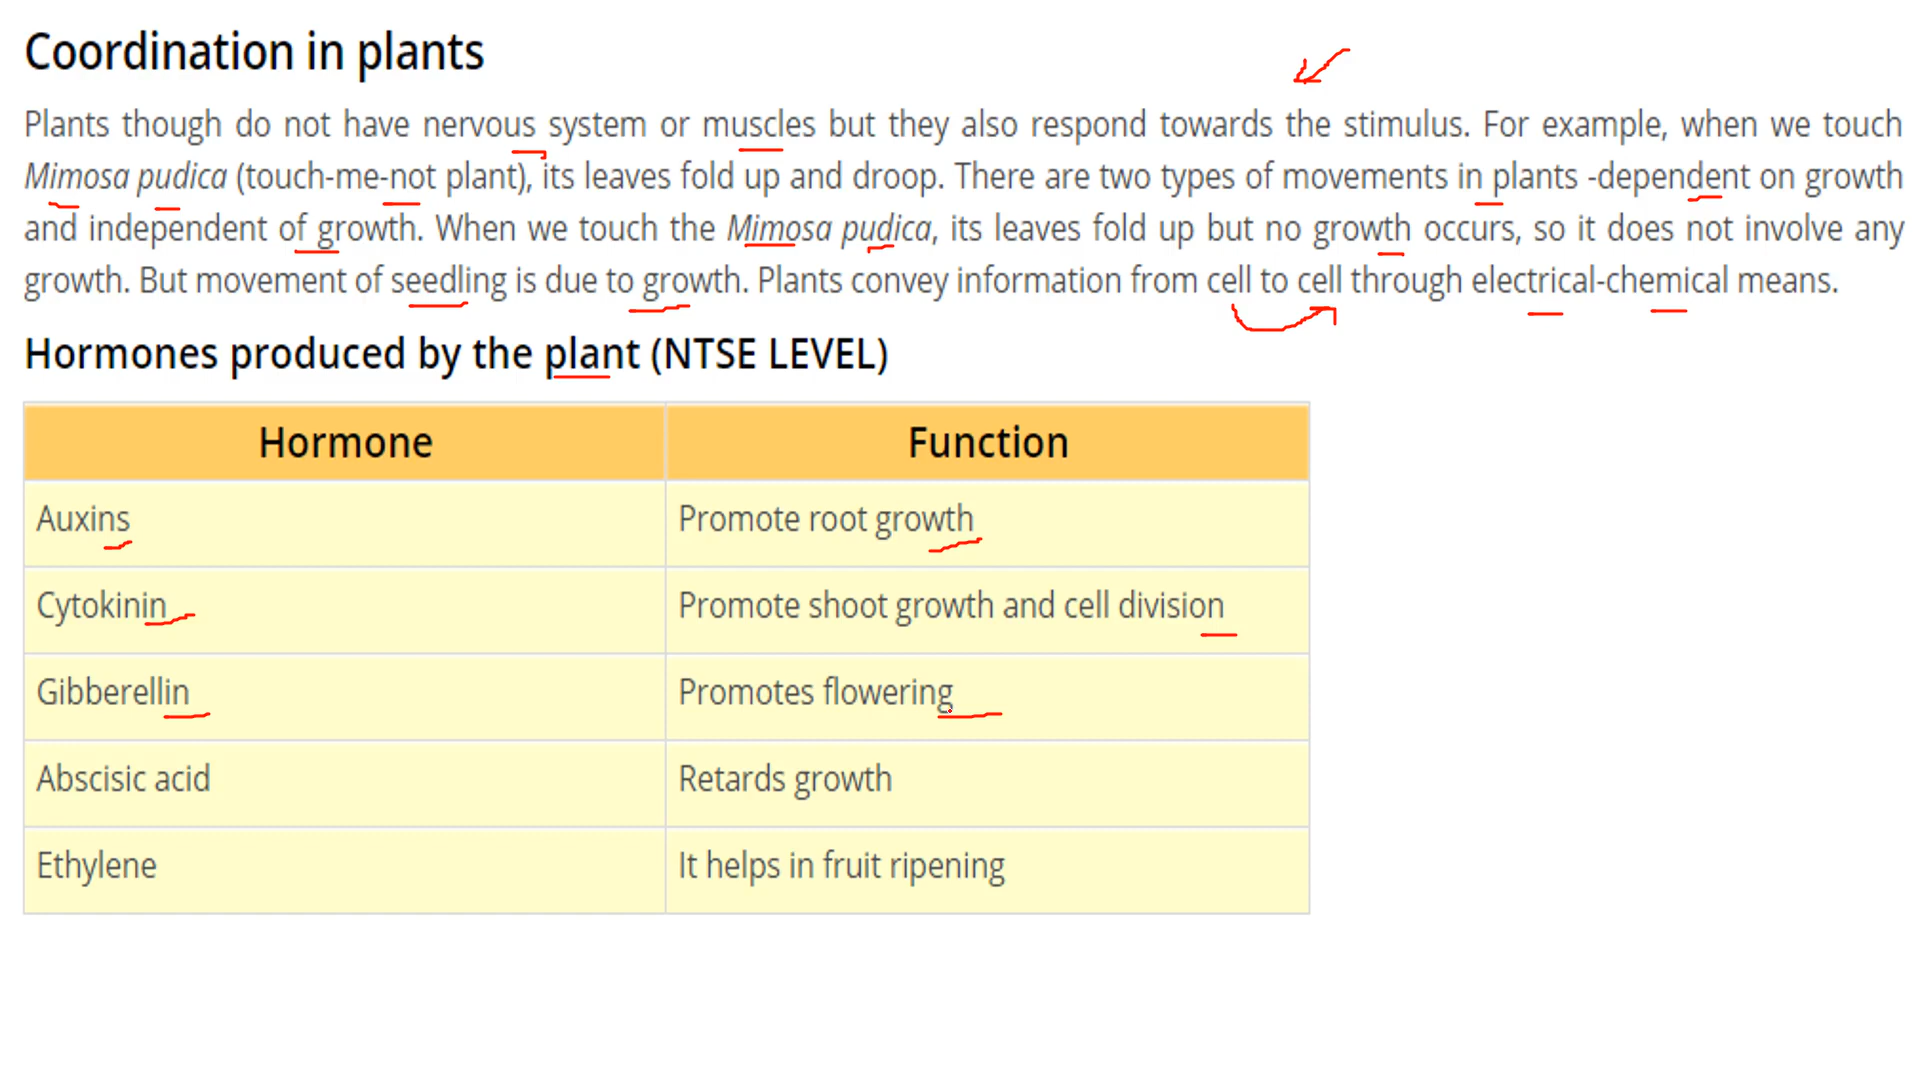 Coordination in plants
Plants though do not have nervous system or muscles but they also respond towards the stimulus. For example, when we touch
Mimosa pudica (touch-me-not plant), its leaves fold up and droop. There are two types of movements in plants -dependent on growth
and independent of growth. When we touch the Mimosa pudica, its leaves fold up but no growth occurs, so it does not involve any
growth. But movement of seedling is due to growth. Plants convey information from cell to cell through electrical-chemical means.
Hormones produced by the plant (NTSE LEVEL)
Hormone Function
Auxins Promote root growth
Cytokinin Promote shoot growth and cell division
Gibberellin Promotes flowering
Abscisic acid Retards growth
Ethylene It helps in fruit ripening